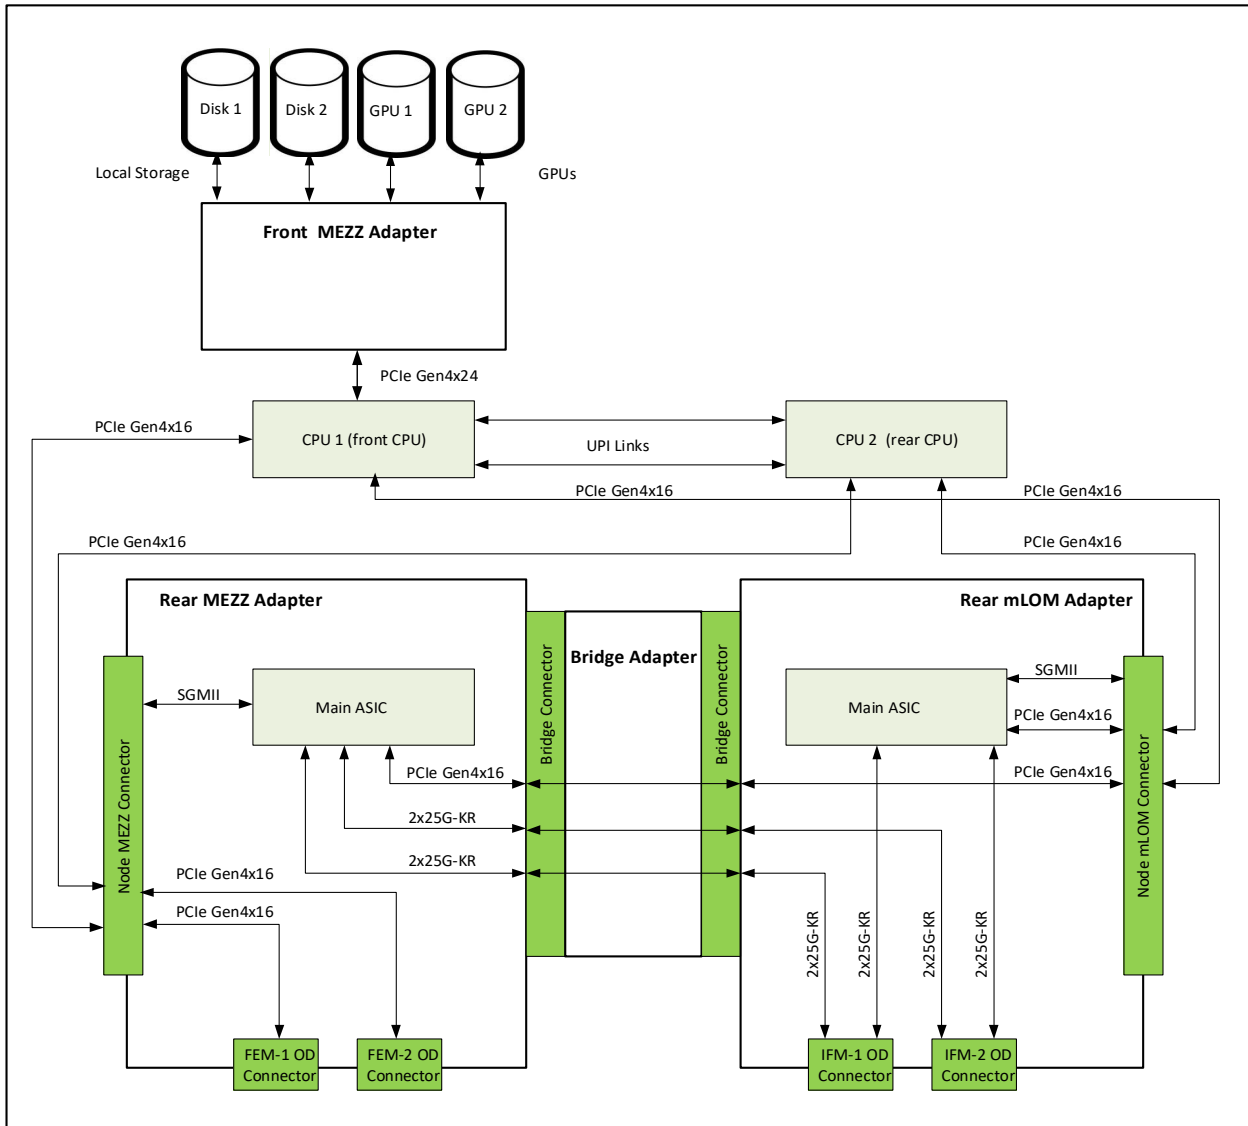 Disk 1
Disk 2
GPU 1
GPU 2
Local Storage
GPUs
Front MEZZ Adapter
PCIe Gen4x24
PCIe Gen4x16
CPU 1 (front CPU)
UPI Links
CPU 2 (rear CPU)
PCIe Gen4x16
PCIe Gen4x16
PCIe Gen4x16
PCIe Gen4x16
Rear MEZZ Adapter
Rear mLOM Adapter
Bridge Adapter
Bridge Connector
Bridge Connector
Node MEZZ Connector
SGMII
Main ASIC
Main ASIC
SGMII
PCIe Gen4x16
PCIe Gen4x16
Node mLOM Connector
PCIe Gen4x16
2x25G-KR
2x25G-KR
PCIe Gen4x16
PCIe Gen4x16
2x25G-KR
2x25G-KR
2x25G-KR
2x25G-KR
FEM-1 OD
Connector
FEM-2 OD
Connector
IFM-1 OD
Connector
IFM-2 OD
Connector